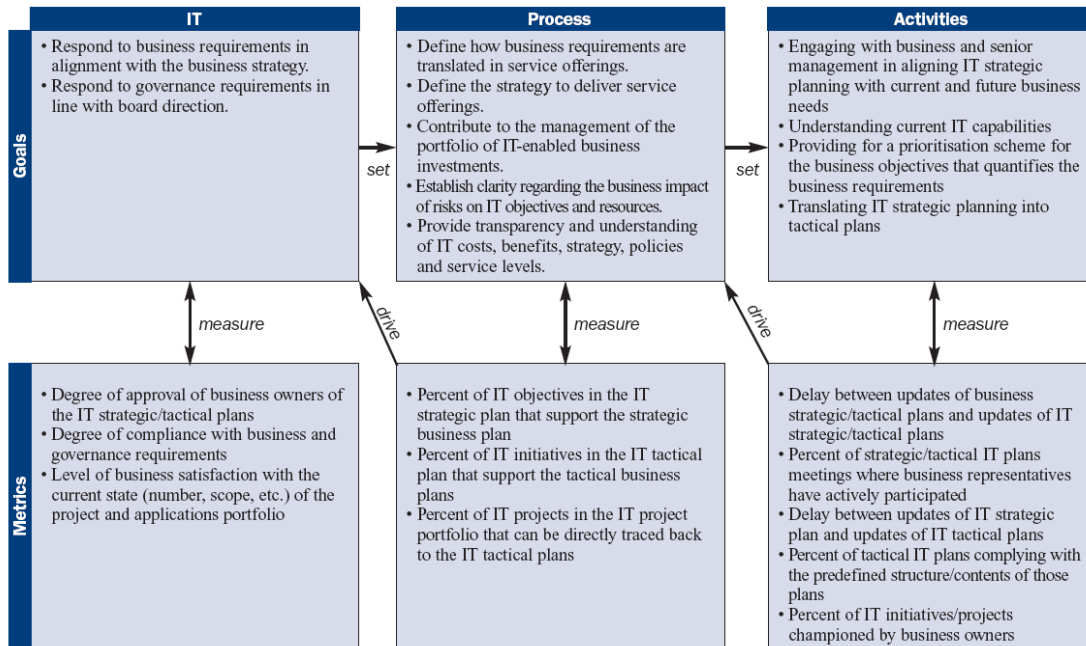 IT
Process
Activities
Goals
• Respond to business requirements in
alignment with the business strategy.
• Respond to governance requirements in
line with board direction.
set
• Define how business requirements are
translated in service offerings.
• Define the strategy to deliver service
offerings.
• Contribute to the management of the
portfolio of IT-enabled business
investments.
• Establish clarity regarding the business impact
of risks on IT objectives and resources.
• Provide transparency and understanding
of IT costs, benefits, strategy, policies
and service levels.
set
• Engaging with business and senior
management in aligning IT strategic
planning with current and future business
needs
• Understanding current IT capabilities
• Providing for a prioritisation scheme for
the business objectives that quantifies the
business requirements
• Translating IT strategic planning into
tactical plans
measure
drive
measure
drive
measure
Metrics
• Degree of approval of business owners of
the IT strategic/tactical plans
• Degree of compliance with business and
governance requirements
• Level of business satisfaction with the
current state (number, scope, etc.) of the
project and applications portfolio
• Percent of IT objectives in the IT
strategic plan that support the strategic
business plan
• Percent of IT initiatives in the IT tactical
plan that support the tactical business
plans
• Percent of IT projects in the IT project
portfolio that can be directly traced back
to the IT tactical plans
• Delay between updates of business
strategic/tactical plans and updates of IT
strategic/tactical plans
• Percent of strategic/tactical IT plans
meetings where business representatives
have actively participated
• Delay between updates of IT strategic
plan and updates of IT tactical plans
• Percent of tactical IT plans complying with
the predefined structure/contents of those
plans
• Percent of IT initiatives/projects
championed by business owners